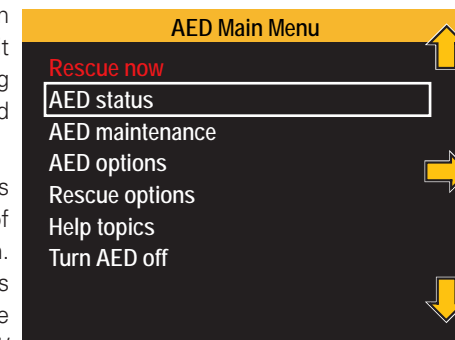 AED Main Menu
Rescue now
AED status
AED maintenance
AED options
Rescue options
Help topics
Turn AED off